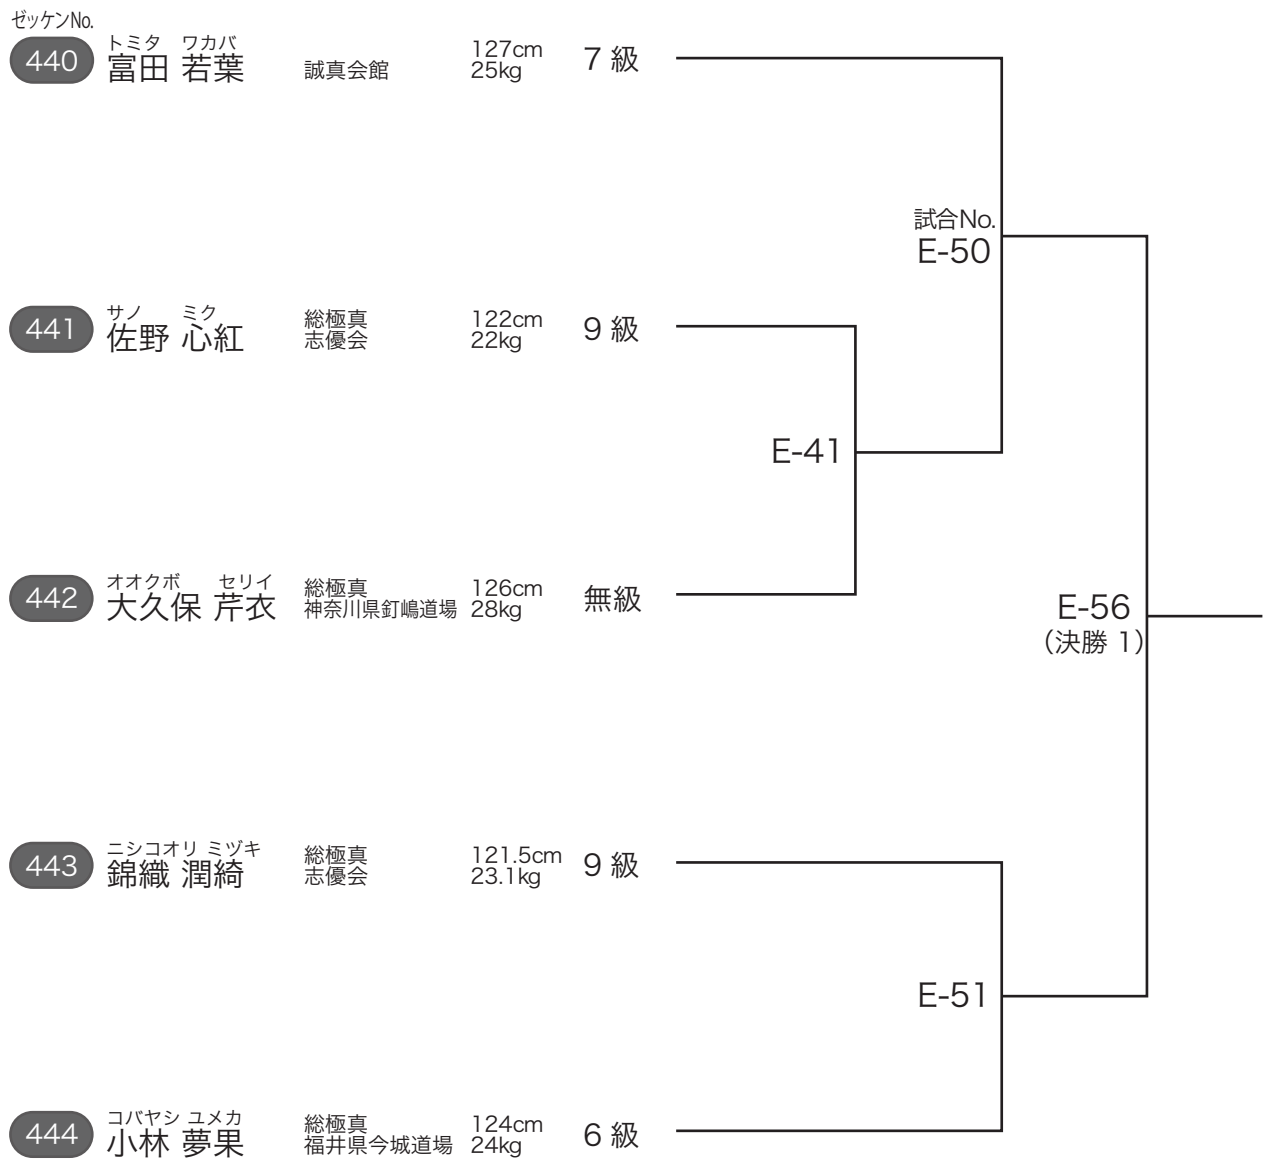 ゼッケンNo.
440 トミタ ワカバ
富田 若葉 誠真会館 127cm
25kg 7 級
試合No.
E-50
441 サノ ミク
佐野 心紅 総極真
志優会 122cm
22kg 9 級
E-41
442 オオクボ セリイ
大久保 芹衣 総極真
神奈川県釘嶋道場 126cm
28kg 無級
E-56
（決勝 1）
443 ニシコオリ ミヅキ
錦織 潤綺 総極真
志優会 121.5cm
23.1kg 9 級
E-51
444 コバヤシ ユメカ
小林 夢果 総極真
福井県今城道場 124cm
24kg 6 級